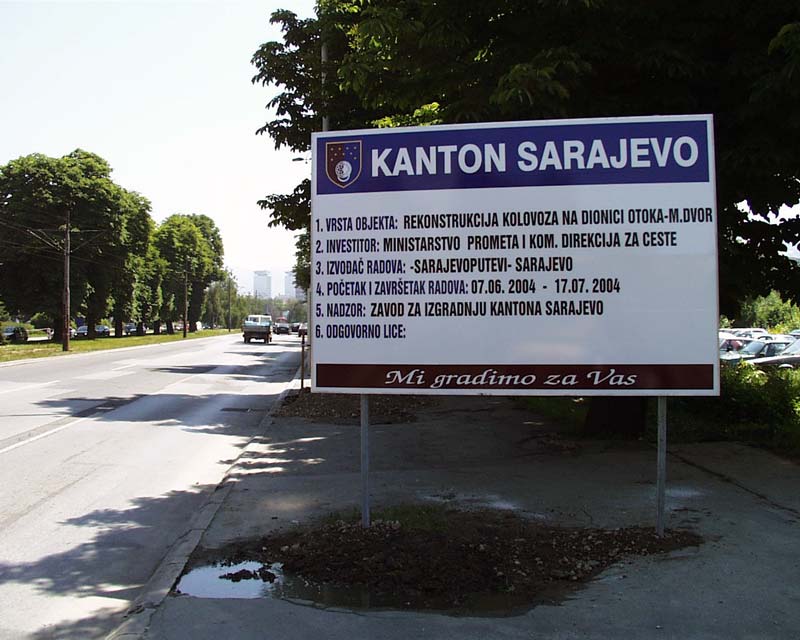 KANTON SARAJEVO
1. VRSTA OBJEKTA: REKONSTRUKCIJA KOLOVOZA NA DIONICI OTOKA-M.DVOR
2. INVESTITOR: MINISTARSTVO PROMETA I KOM. DIREKCIJA ZA CESTE
3. IZVOĐAČ RADOVA: -SARAJEVOPUTEVI- SARAJEVO
4. POČETAK I ZAVRŠETAK RADOVA: 07.06. 2004 - 17.07. 2004
5. NADZOR: ZAVOD ZA IZGRADNJU KANTONA SARAJEVO
6. ODGOVORNO LICE:
Mi gradimo za Vas